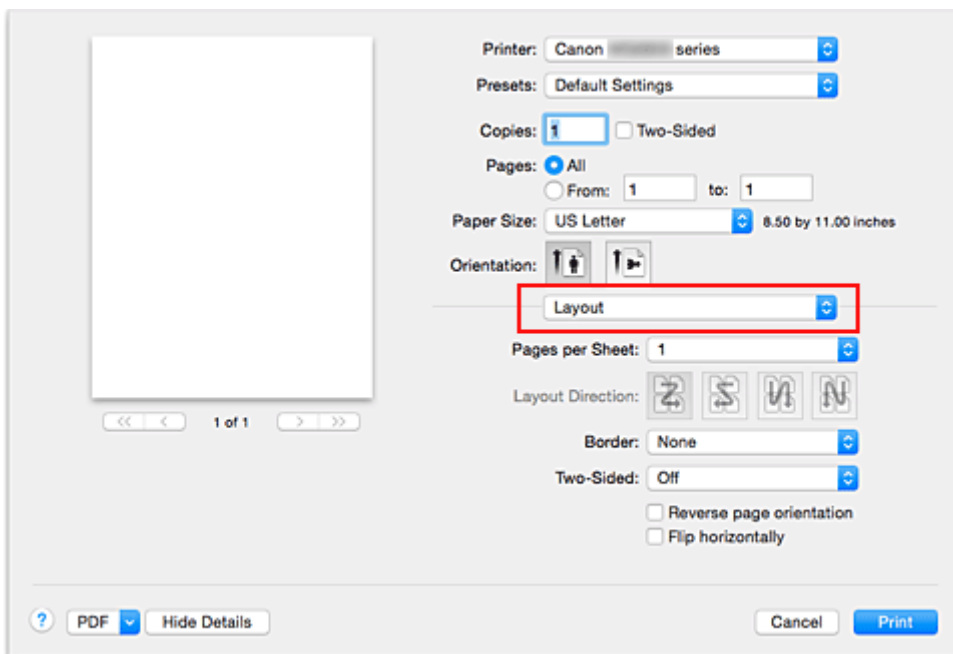 Printer: Canon series
Presets: Default Settings
Copies: 1 Two-Sided
Pages: All
From: 1 to: 1
Paper Size: US Letter 8.50 by 11.00 inches
Orientation:
Layout
Pages per Sheet: 1
Layout Direction:
Border: None
Two-Sided: Off
Reverse page orientation
Flip horizontally
<< < 1 of 1 > >>
? PDF Hide Details Cancel Print